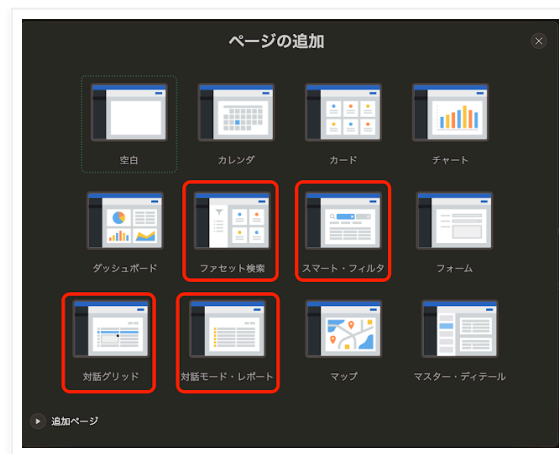 ページの追加
空白
カレンダ
カード
チャート
ダッシュボード
ファセット検索
スマート・フィルタ
フォーム
対話グリッド
対話モード・レポート
マップ
マスター・ディテール
追加ページ